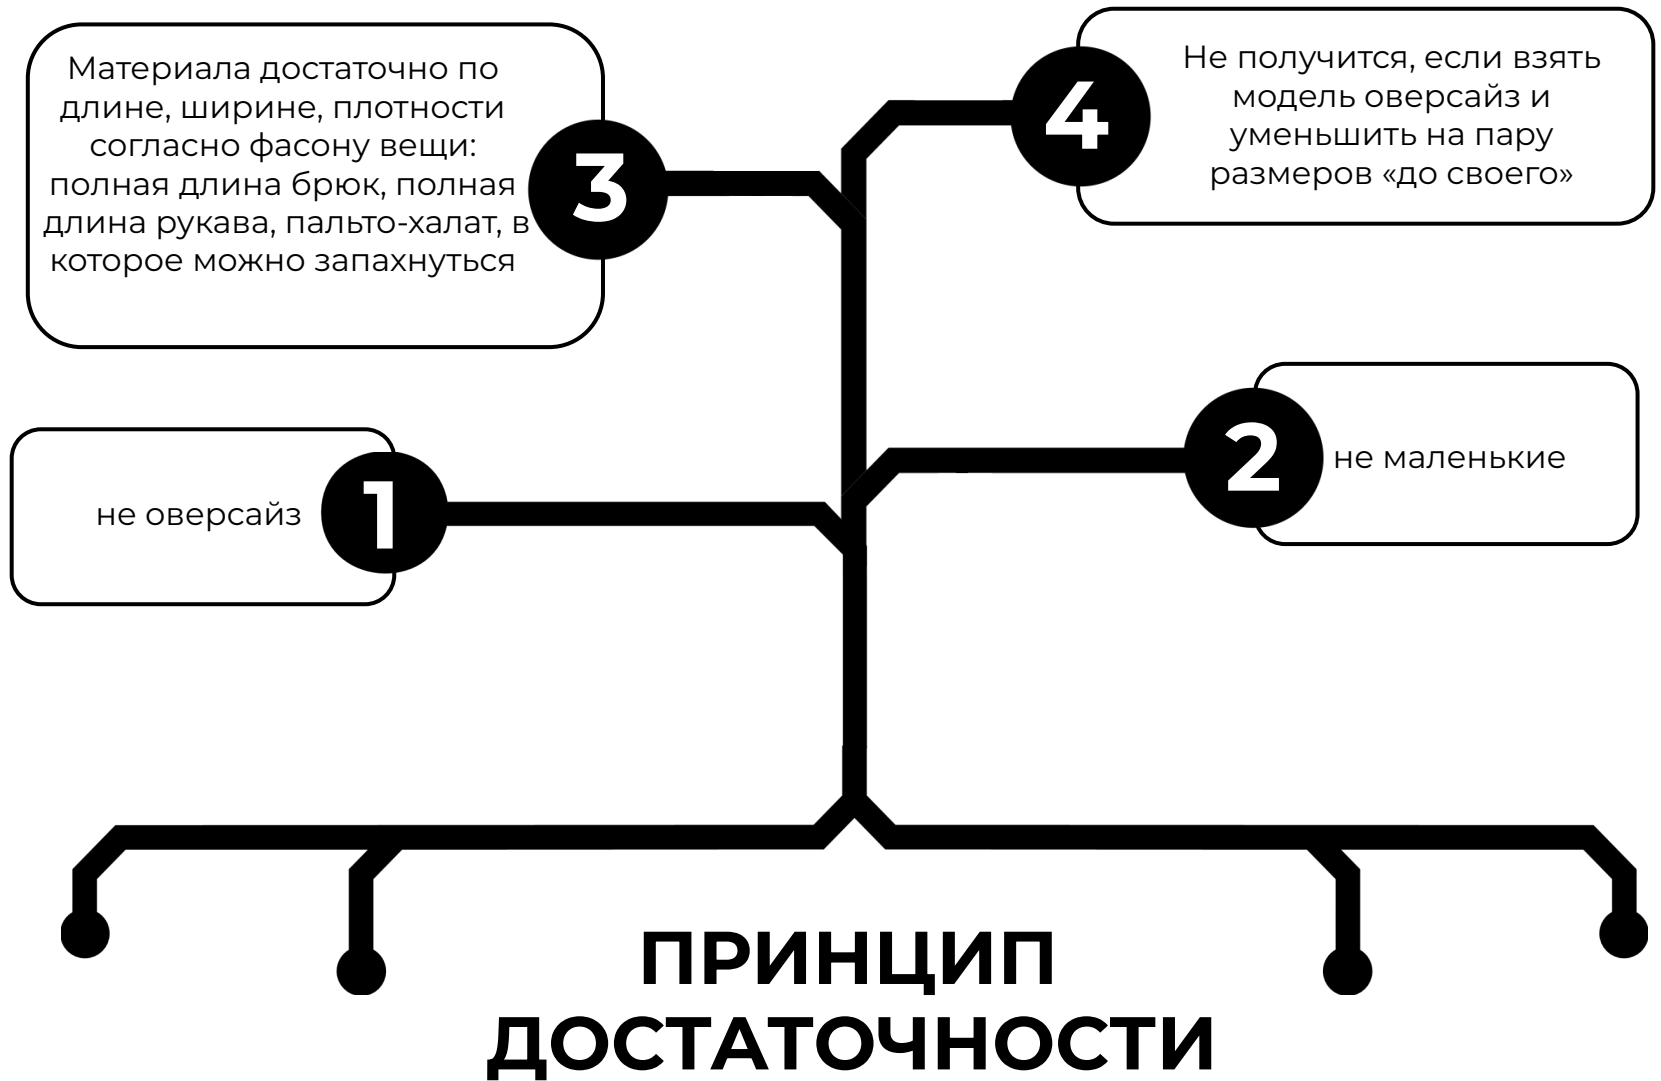 Материала достаточно по
длине, ширине, плотности
согласно фасону вещи:
полная длина брюк, полная
длина рукава, пальто-халат, в
которое можно запахнуться
3
4
Не получится, если взять
модель оверсайз и
уменьшить на пару
размеров «до своего»
не оверсайз
1
2
не маленькие
ПРИНЦИП
ДОСТАТОЧНОСТИ